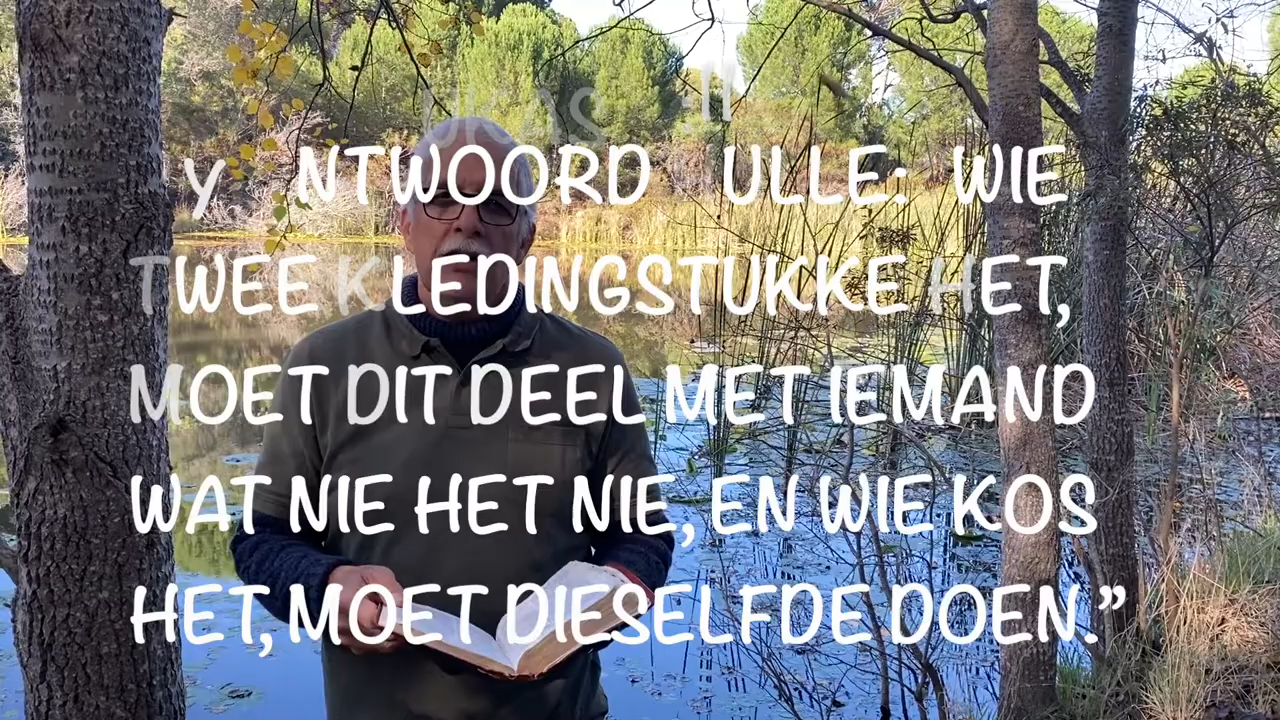 NTWOORD ULLE: WIE
TWEE KLEDINGSTUKKE HET,
MOET DIT DEEL MET IEMAND
WAT NIE HET NIE, EN WIE KOS
HET, MOET DIESELFDE DOEN.”